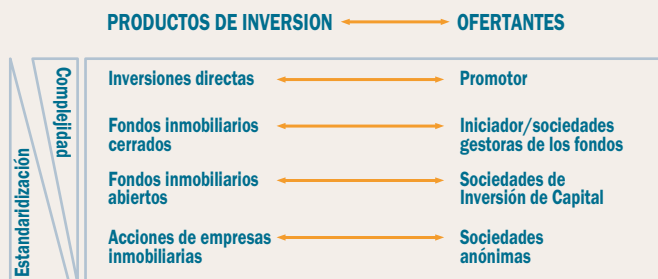 PRODUCTOS DE INVERSION OFERTANTES
Complejidad
Estandaridización
Inversiones directas Promotor
Fondos inmobiliarios Iniciador/sociedades
cerrados gestoras de los fondos
Fondos inmobiliarios Sociedades de
abiertos Inversión de Capital
Acciones de empresas Sociedades
inmobiliarias anónimas